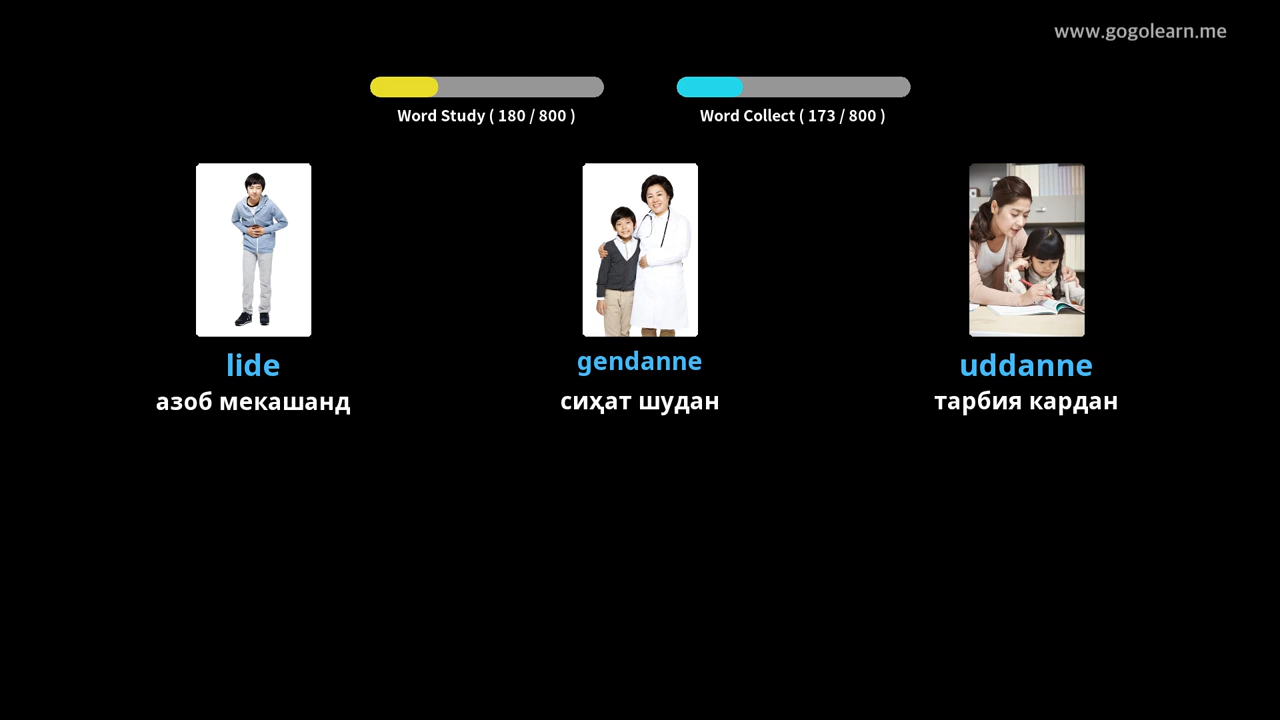 www.gogolearn.me
Word Study ( 180 / 800 )
Word Collect ( 173 / 800 )
lide
gendanne
uddanne
азоб мекашанд
сиҳат шудан
тарбия кардан